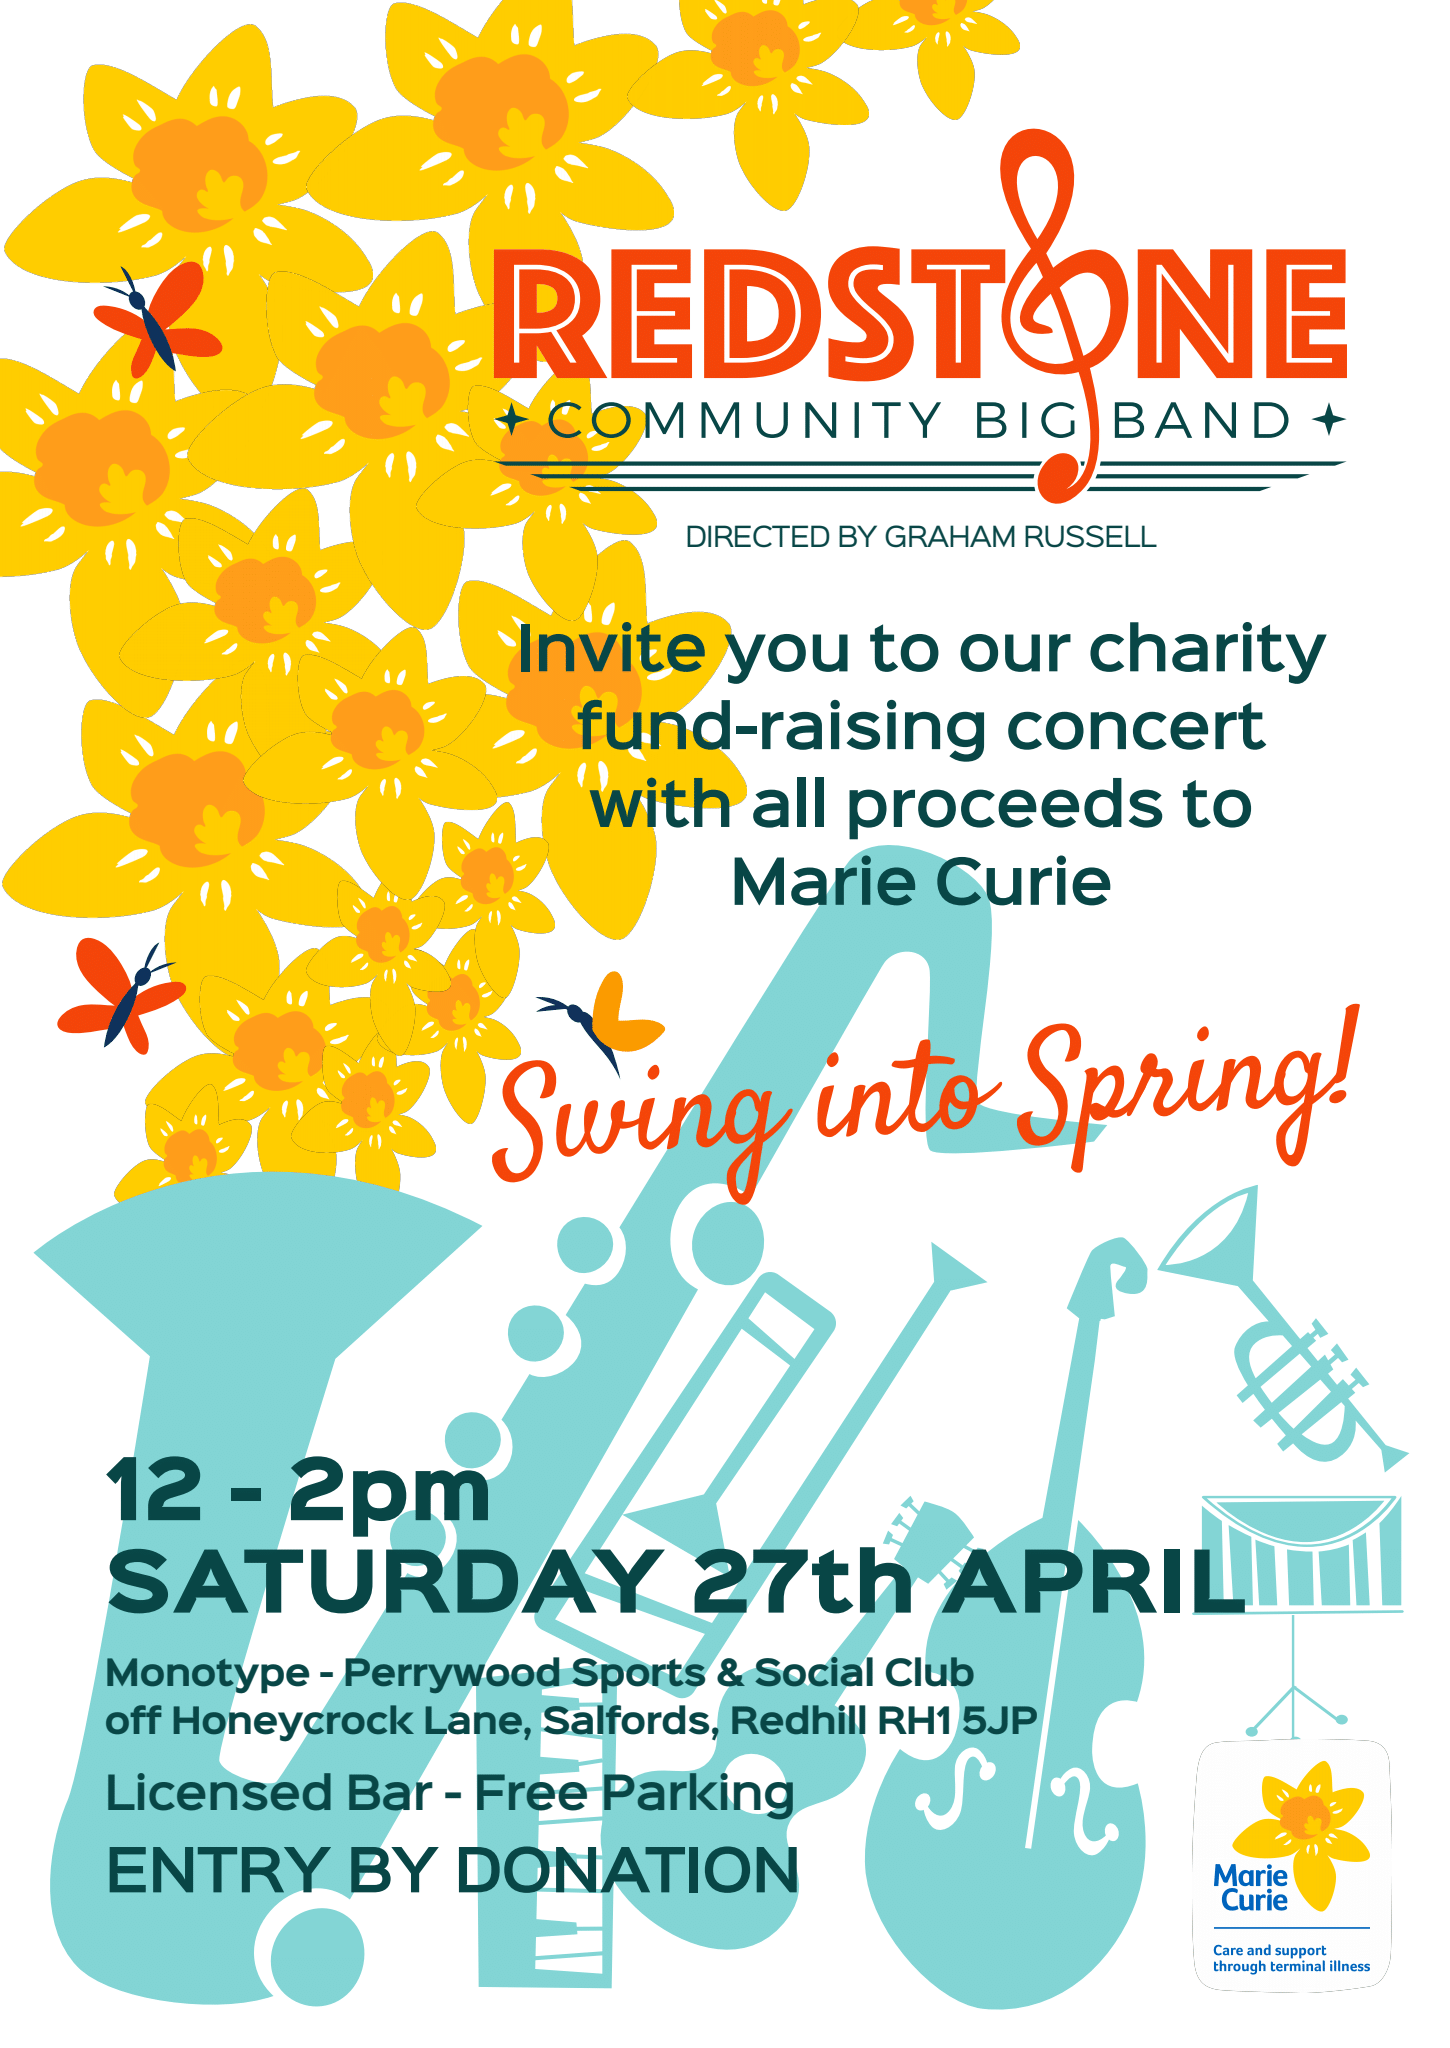 REDSTONE
COMMUNITY BIG BAND
DIRECTED BY GRAHAM RUSSELL
Invite you to our charity
fund-raising concert
with all proceeds to
Marie Curie
Swing into Spring!
12 - 2pm
SATURDAY 27th APRIL
Monotype - Perrywood Sports & Social Club
off Honeycrock Lane, Salfords, Redhill RH1 5JP
Licensed Bar - Free Parking
ENTRY BY DONATION
Marie
Curie
Care and support
through terminal illness